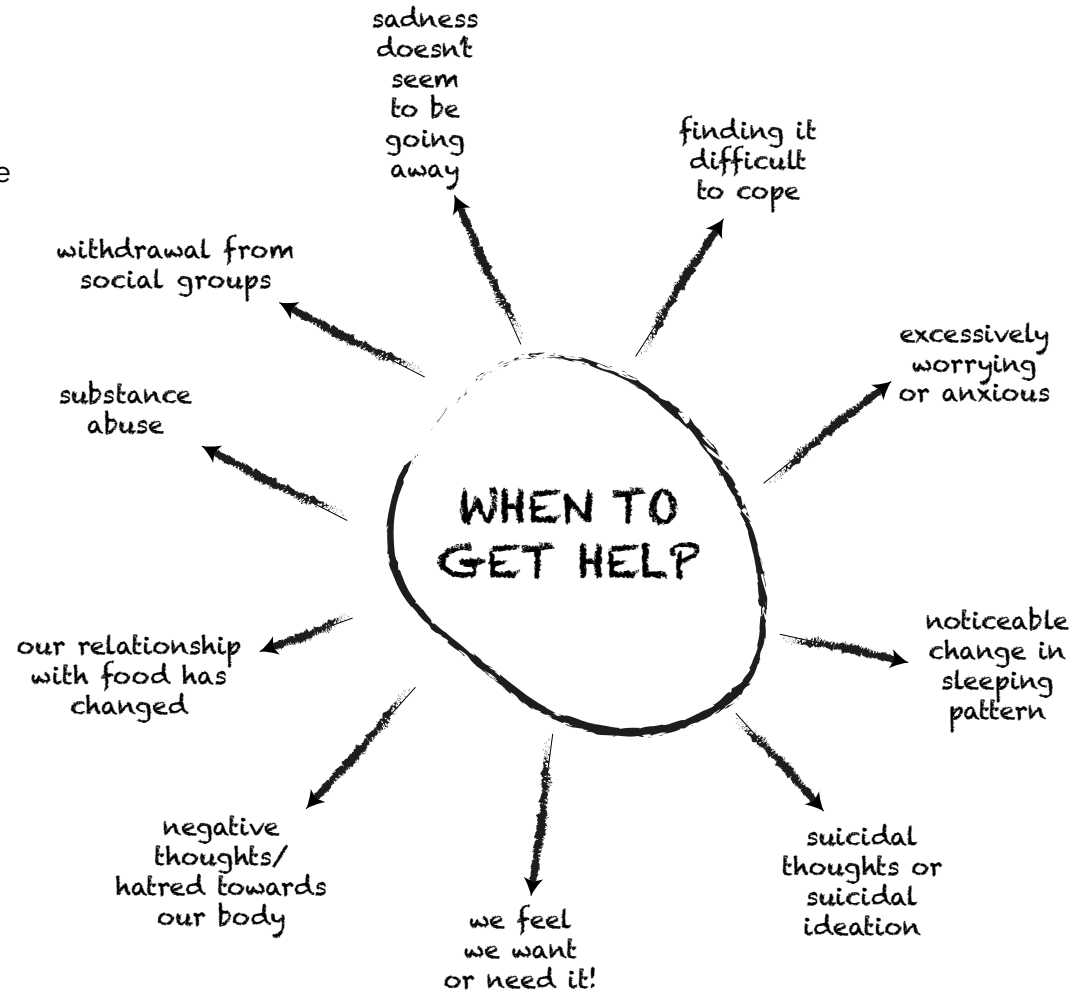 sadness
doesn't
seem
to be
going
away
finding it
difficult
to cope
e
withdrawal from
social groups
excessively
worrying
or anxious
substance
abuse
WHEN TO
GET HELP
noticeable
change in
sleeping
pattern
our relationship
with food has
changed
negative
thoughts/
hatred towards
our body
suicidal
thoughts or
suicidal
ideation
we feel
we want
or need it!